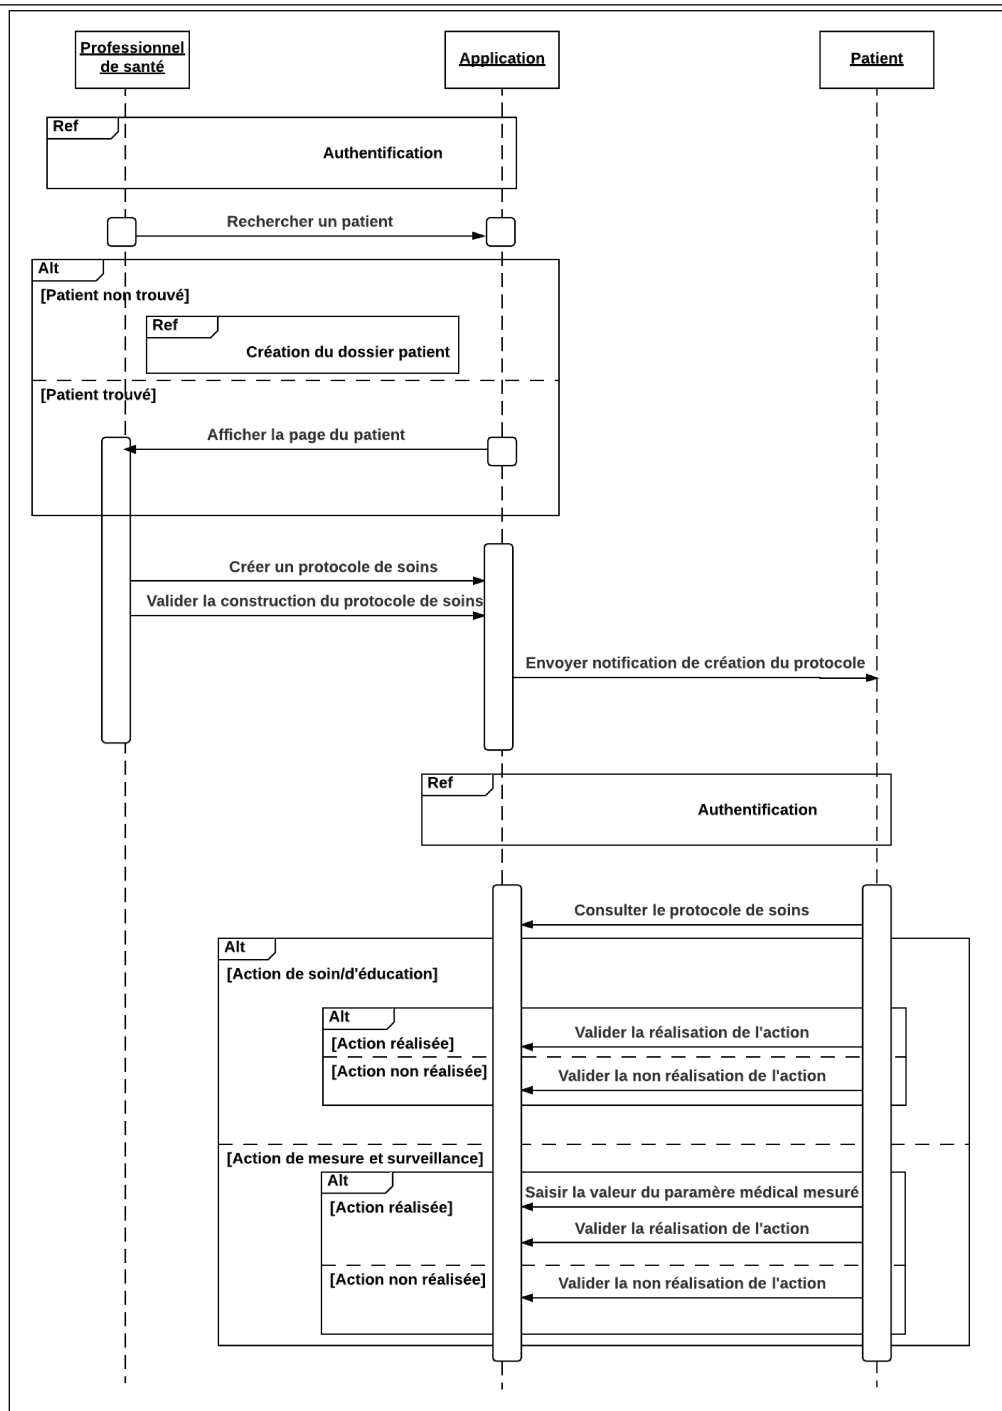 Professionnel
de santé
Application
Patient
Ref
Authentification
Rechercher un patient
Alt
[Patient non trouvé]
Ref
Création du dossier patient
[Patient trouvé]
Afficher la page du patient
Créer un protocole de soins
Valider la construction du protocole de soins
Envoyer notification de création du protocole
Ref
Authentification
Consulter le protocole de soins
Alt
[Action de soin/d'éducation]
Alt
Valider la réalisation de l'action
[Action réalisée]
[Action non réalisée]
Valider la non réalisation de l'action
[Action de mesure et surveillance]
Alt
Saisir la valeur du paramère médical mesuré
[Action réalisée]
Valider la réalisation de l'action
[Action non réalisée]
Valider la non réalisation de l'action